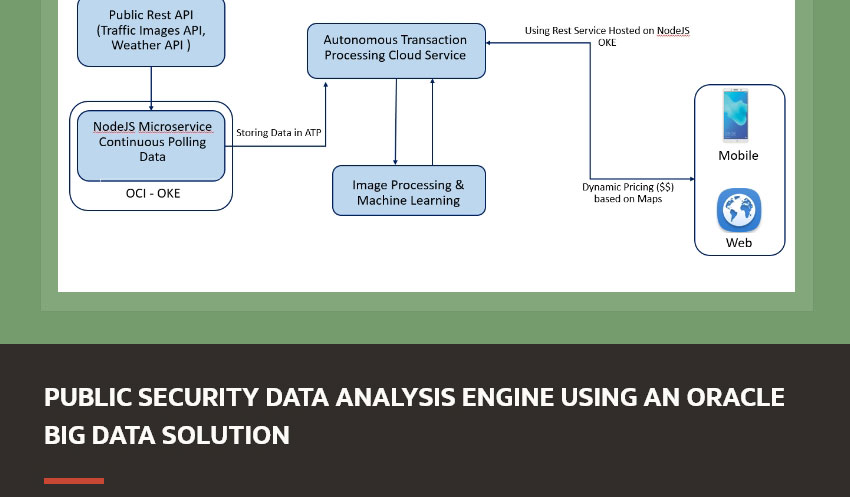 Public Rest API
(Traffic Images API,
Weather API )
Autonomous Transaction
Processing Cloud Service
Using Rest Service Hosted on NodeJS
OKE
NodeJS Microservice
Continuous Polling
Data
OCI - OKE
Storing Data in ATP
Image Processing &
Machine Learning
Dynamic Pricing ($$)
based on Maps
Mobile
Web
PUBLIC SECURITY DATA ANALYSIS ENGINE USING AN ORACLE
BIG DATA SOLUTION